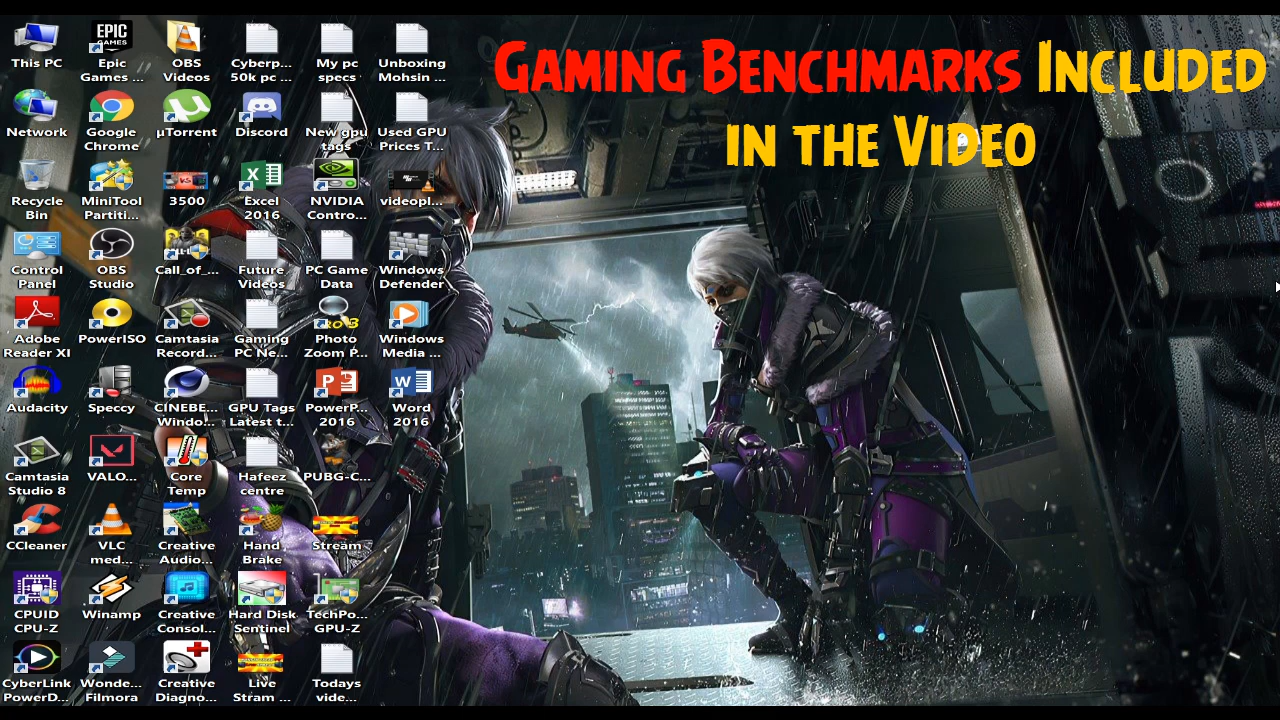 Gaming Benchmarks Included
in the Video
This PC
EPIC
GAMES
Epic
Games ...
OBS
Videos
Cyberp...
50k pc ...
My pc
specs
Unboxing
Mohsin ...
Network
Google
Chrome
µTorrent
Discord
New gpu
tags
Used GPU
Prices T...
Recycle
Bin
MiniTool
Partiti...
3500
Excel
2016
NVIDIA
Contro...
videopl...
Control
Panel
OBS
Studio
Call_of_...
Future
Videos
PC Game
Data
Windows
Defender
Adobe
Reader XI
PowerISO
Camtasia
Record...
Gaming
PC Ne...
Photo
Zoom P...
Windows
Media ...
Audacity
Speccy
CINEBE...
Windo...
GPU Tags
Latest t...
PowerP...
2016
Word
2016
Camtasia
Studio 8
VALO...
Core
Temp
Hafeez
centre
PUBG-C...
CCleaner
VLC
med...
Creative
Audio...
Hand
Brake
Stream
CPUID
CPU-Z
Winamp
Creative
Consol...
Hard Disk
Sentinel
TechPo...
GPU-Z
CyberLink
PowerD...
Wonde...
Filmora
Creative
Diagno...
Live
Stram ...
Todays
vide...